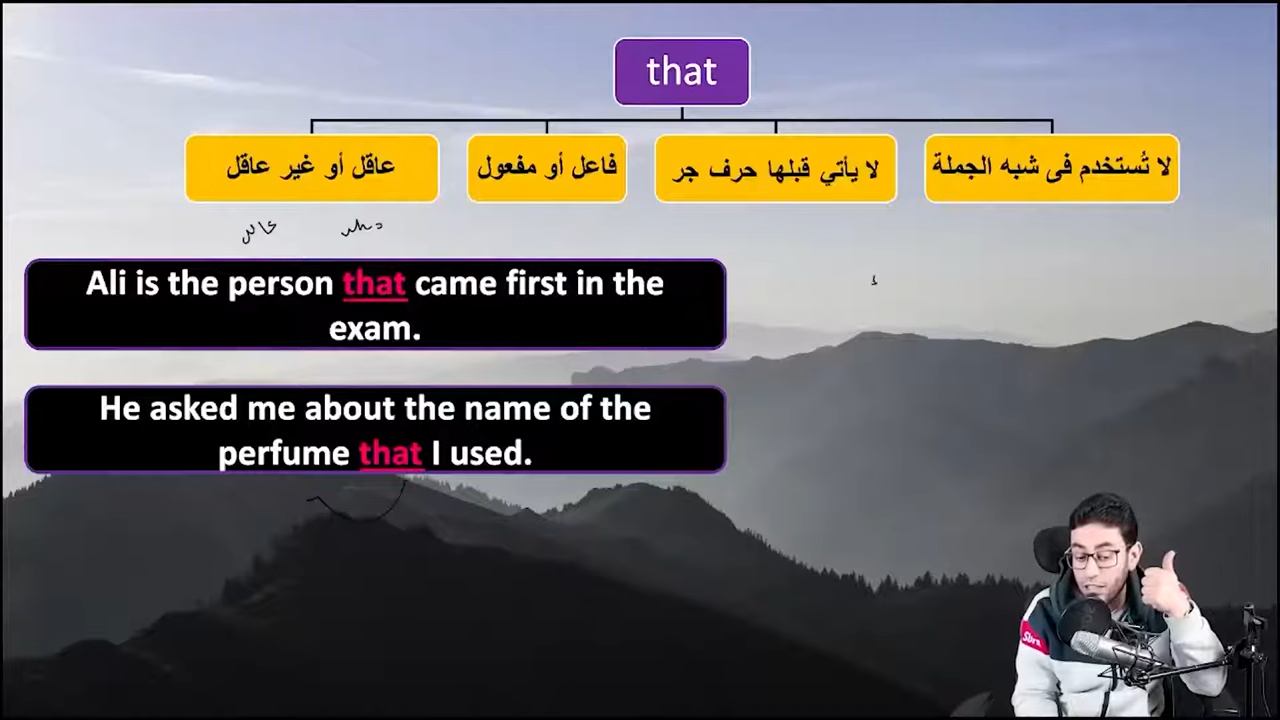 that
لا تُستخدم فى شبه الجملة
لا يأتي قبلها حرف جر
فاعل أو مفعول
عاقل أو غير عاقل
Ali is the person that came first in the
exam.
He asked me about the name of the
perfume that I used.